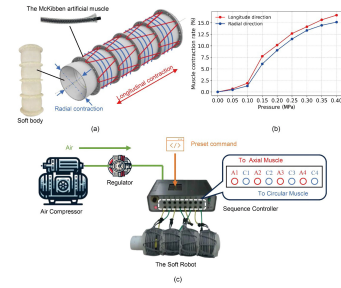 The McKibben artificial muscle
Soft body
Radial contraction
Longitudinal contraction
(a)
Muscle contraction rate (%)
Longitude direction
Radial direction
15.0
12.5
10.0
7.5
5.0
2.5
0.0
0.00 0.05 0.10 0.15 0.20 0.25 0.30 0.35 0.40
Pressure (MPa)
(b)
Air
Preset command
Air Compressor
Regulator
To Axial Muscle
A1 C1 A2 C2 A3 C3 A4 C4
To Circular Muscle
Sequence Controller
The Soft Robot
(c)